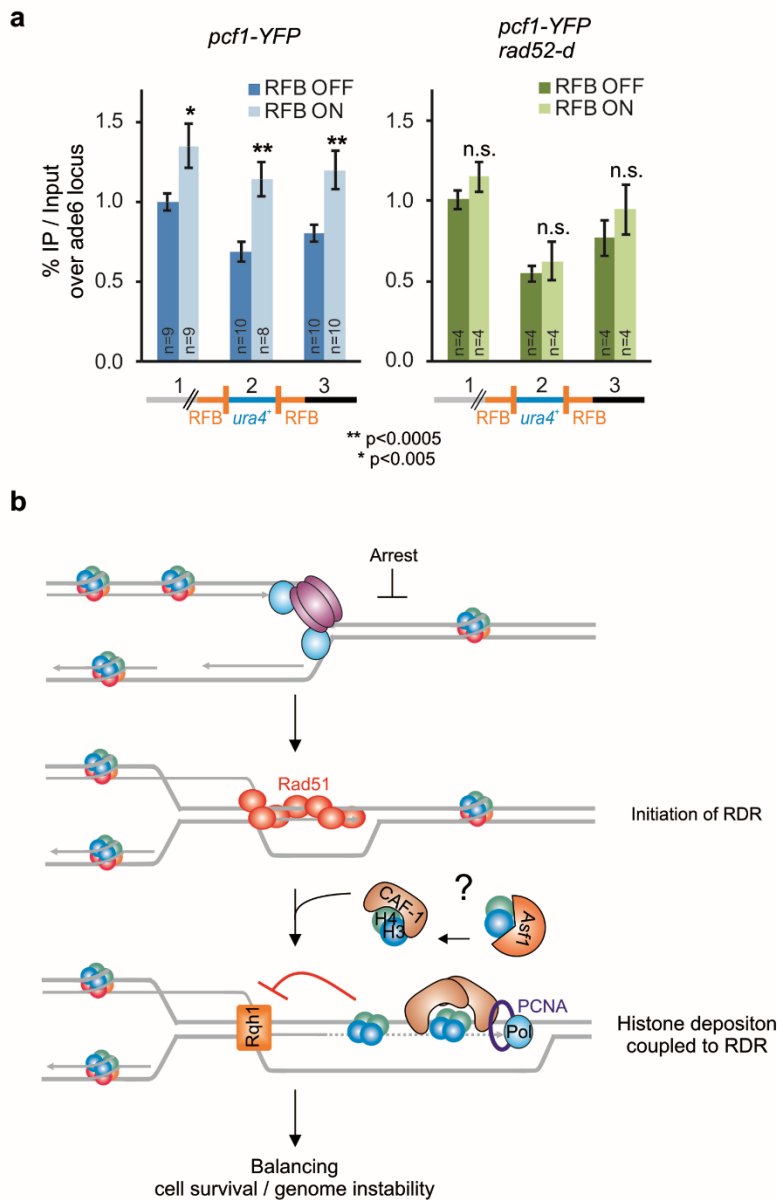 a
pcf1-YFP
pcf1-YFP
rad52-d
RFB OFF
RFB ON
RFB OFF
RFB ON
% IP / Input
over ade6 locus
1.5
1.0
0.5
0.0
*
**
**
n=9
n=9
n=10
n=8
n=10
n=10
1
2
3
RFB
ura4+
RFB
1.5
1.0
0.5
0.0
n.s.
n.s.
n.s.
n=4
n=4
n=4
n=4
n=4
n=4
1
2
3
RFB
ura4+
RFB
** p<0.0005
* p<0.005
b
Arrest
Rad51
Initiation of RDR
CAF-1
H4
H3
?
Asf1
Rqh1
PCNA
Pol
Histone depositon
coupled to RDR
Balancing
cell survival / genome instability